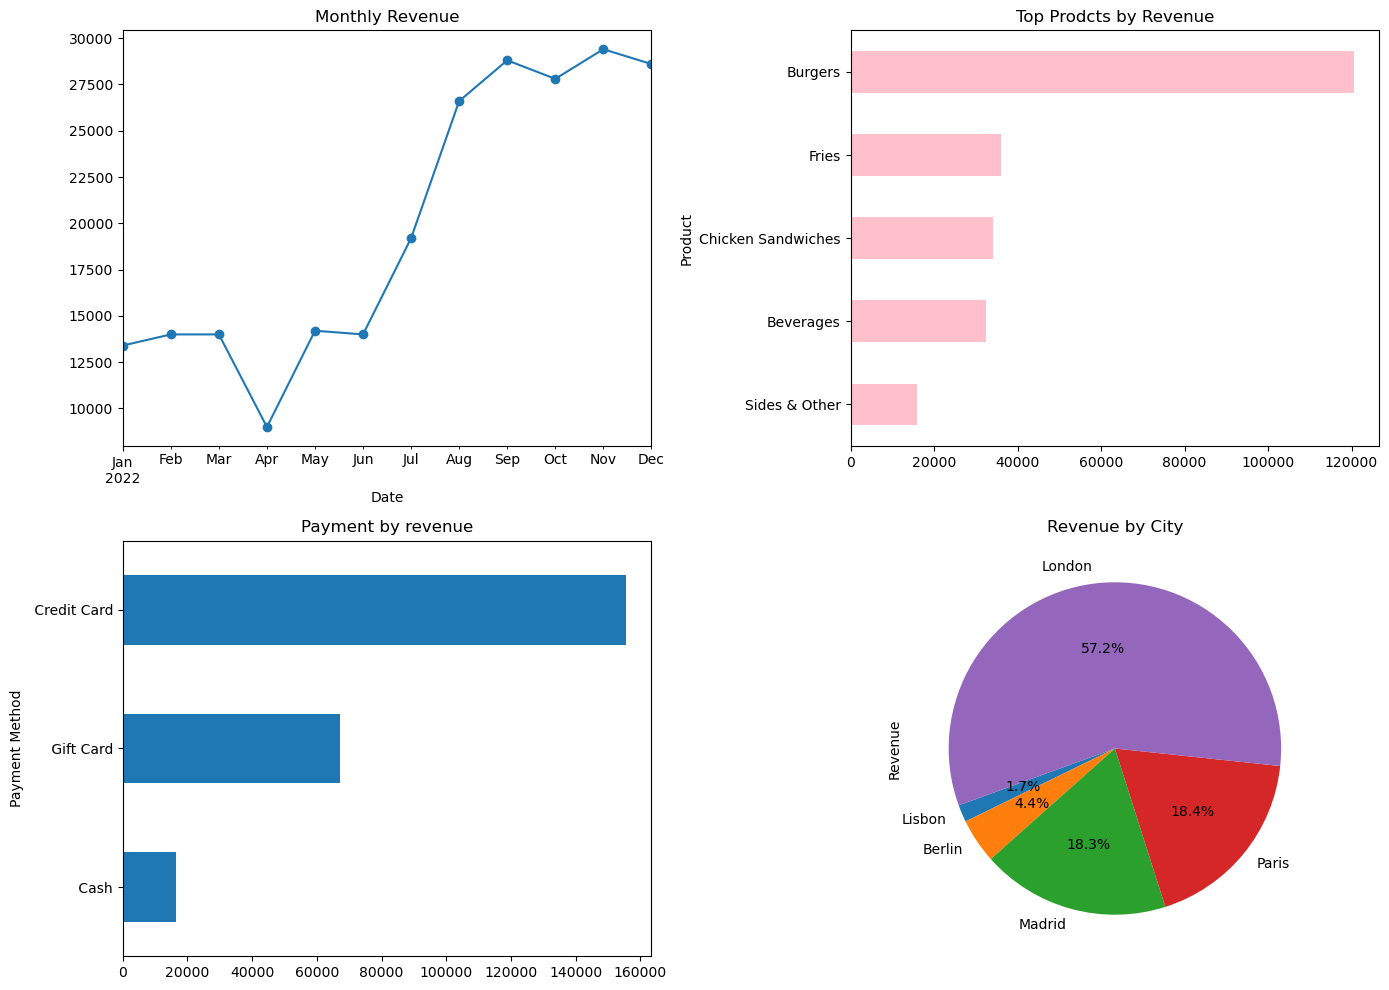 Monthly Revenue
30000
27500
25000
22500
20000
17500
15000
12500
10000
Jan
2022
Feb
Mar
Apr
May
Jun
Jul
Aug
Sep
Oct
Nov
Dec
Date
Top Prodcts by Revenue
Product
Burgers
Fries
Chicken Sandwiches
Beverages
Sides & Other
0
20000
40000
60000
80000
100000
120000
Payment by revenue
Payment Method
Credit Card
Gift Card
Cash
0
20000
40000
60000
80000
100000
120000
140000
160000
Revenue by City
Revenue
London
57.2%
1.7%
Lisbon
4.4%
Berlin
18.3%
Madrid
18.4%
Paris